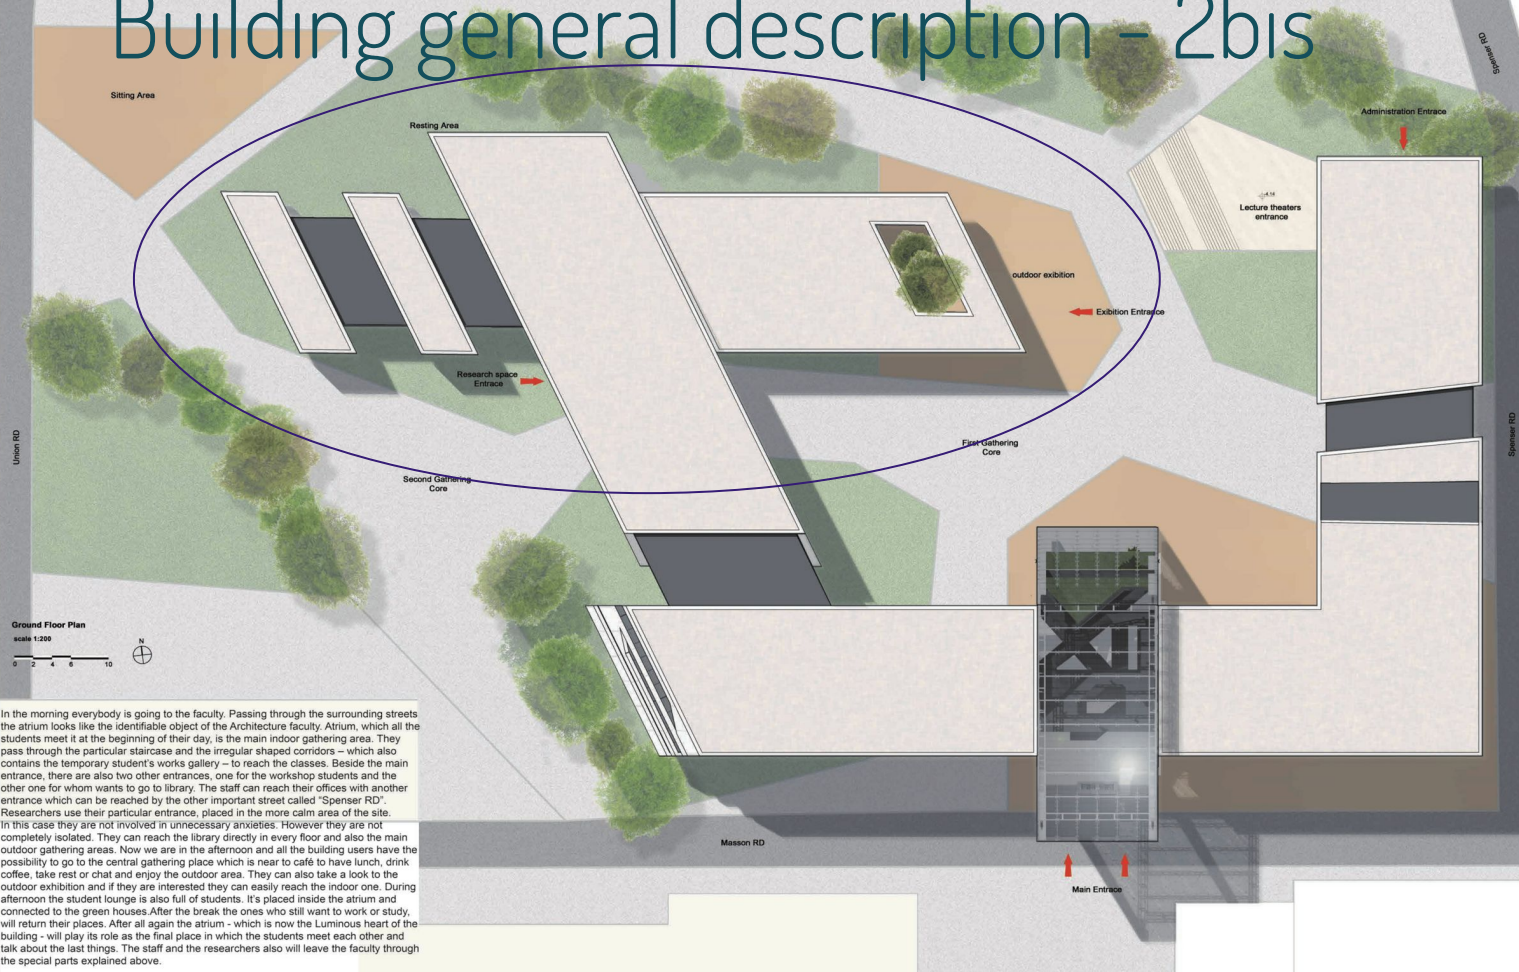 Building general description – 2bis
Spenser RD
Sitting Area
Administration Entrace
Resting Area
-4.14
Lecture theaters
entrance
outdoor exibition
Exibition Entrance
Research space
Entrace
Union RD
Spenser RD
First Gathering
Core
Second Gathering
Core
Ground Floor Plan
scale 1:200
N
0 2 4 6 10
In the morning everybody is going to the faculty. Passing through the surrounding streets
the atrium looks like the identifiable object of the Architecture faculty. Atrium, which all the
students meet it at the beginning of their day, is the main indoor gathering area. They
pass through the particular staircase and the irregular shaped corridors – which also
contains the temporary student's works gallery – to reach the classes. Beside the main
entrance, there are also two other entrances, one for the workshop students and the
other one for whom wants to go to library. The staff can reach their offices with another
entrance which can be reached by the other important street called "Spenser RD".
Researchers use their particular entrance, placed in the more calm area of the site.
In this case they are not involved in unnecessary anxieties. However they are not
completely isolated. They can reach the library directly in every floor and also the main
outdoor gathering areas. Now we are in the afternoon and all the building users have the
possibility to go to the central gathering place which is near to café to have lunch, drink
coffee, take rest or chat and enjoy the outdoor area. They can also take a look to the
outdoor exhibition and if they are interested they can easily reach the indoor one. During
afternoon the student lounge is also full of students. It's placed inside the atrium and
connected to the green houses.After the break the ones who still want to work or study,
will return their places. After all again the atrium - which is now the Luminous heart of the
building - will play its role as the final place in which the students meet each other and
talk about the last things. The staff and the researchers also will leave the faculty through
the special parts explained above.
Masson RD
Main Entrace